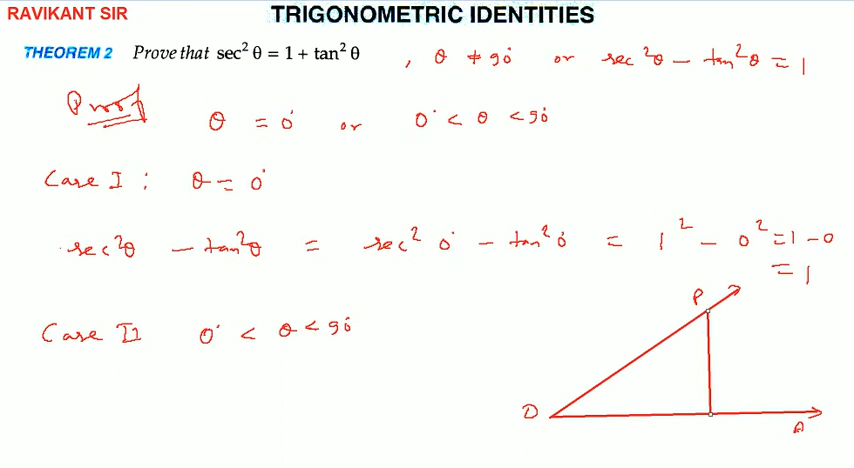 RAVIKANT SIR
TRIGONOMETRIC IDENTITIES
THEOREM 2 Prove that sec² θ = 1 + tan² θ , θ ≠ 90° or sec²θ − tan²θ = 1
Proof
θ = 0° or 0° < θ < 90°
Case I : θ = 0°
sec²θ − tan²θ = sec² 0° − tan² 0° = 1² − 0² = 1 − 0
= 1
P
Case II 0° < θ < 90°
D
A